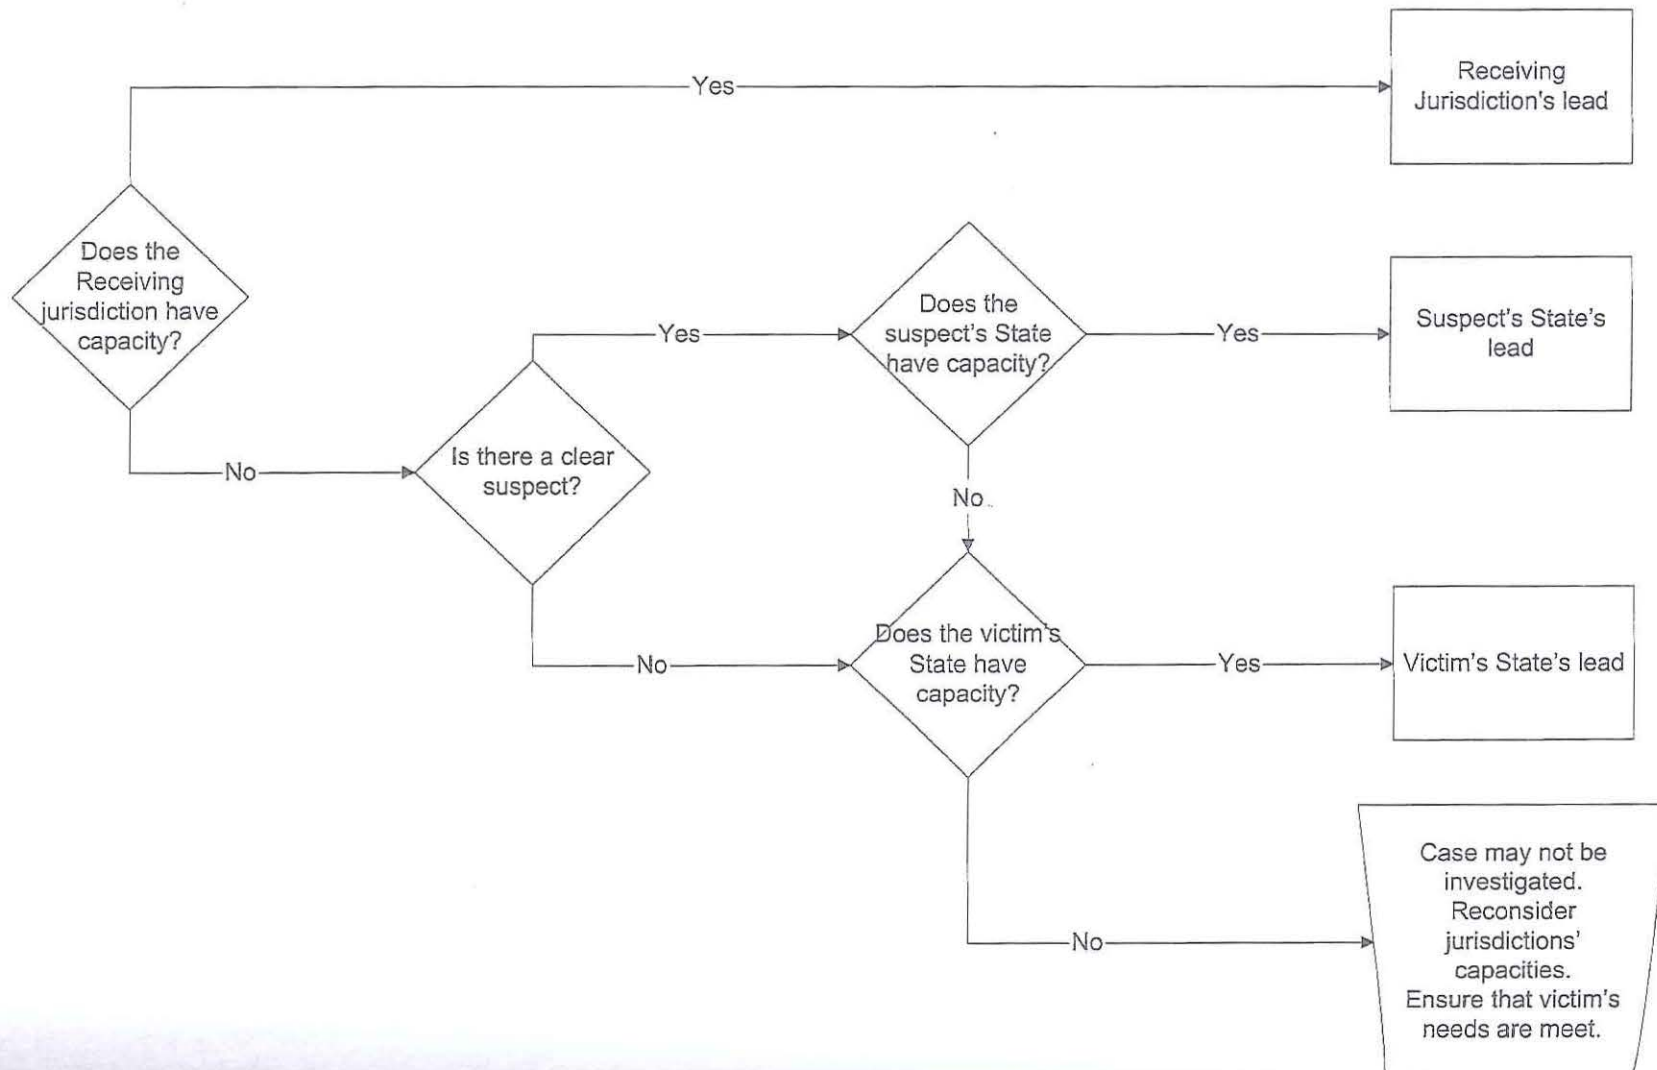 Yes
Receiving
Jurisdiction's lead
Does the
Receiving
jurisdiction have
capacity?
No
Is there a clear
suspect?
Yes
Does the
suspect's State
have capacity?
Yes
Suspect's State's
lead
No
No
Does the victim's
State have
capacity?
Yes
Victim's State's lead
No
Case may not be
investigated.
Reconsider
jurisdictions'
capacities.
Ensure that victim's
needs are meet.